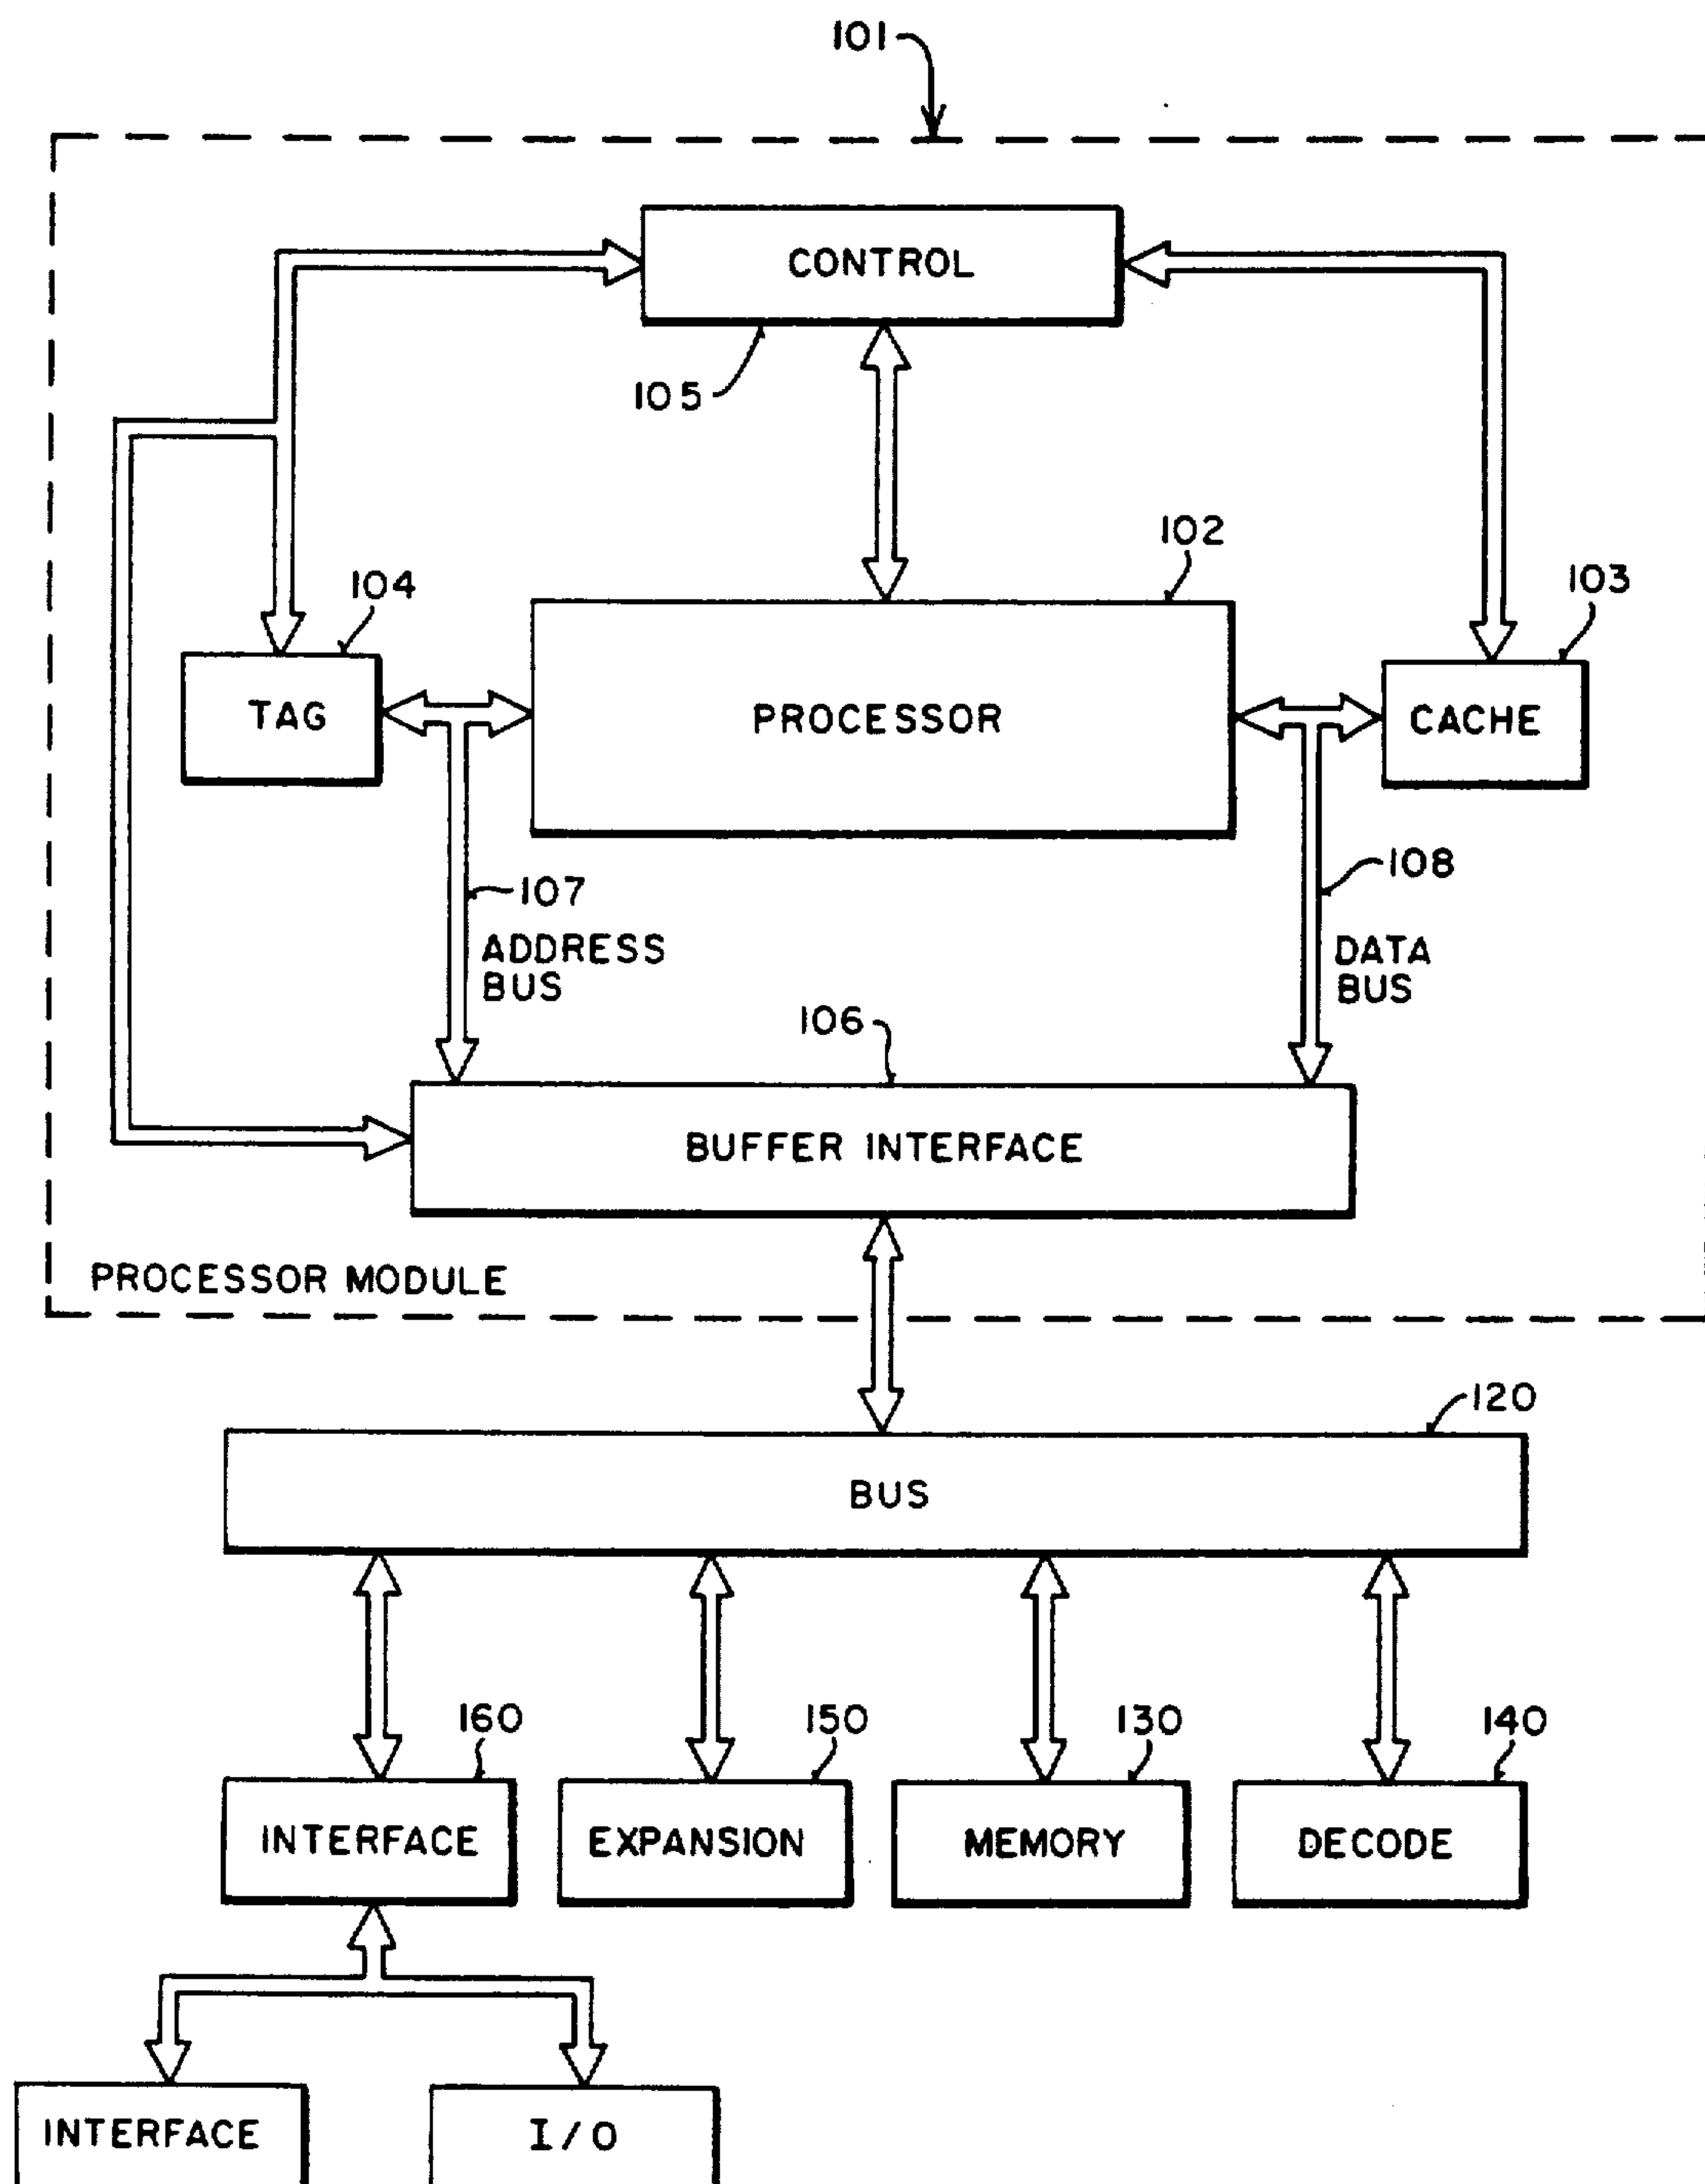 101
CONTROL
105
102
104
103
TAG
PROCESSOR
CACHE
107
108
ADDRESS
BUS
DATA
BUS
106
BUFFER INTERFACE
PROCESSOR MODULE
120
BUS
160
150
130
140
INTERFACE
EXPANSION
MEMORY
DECODE
INTERFACE
I/O